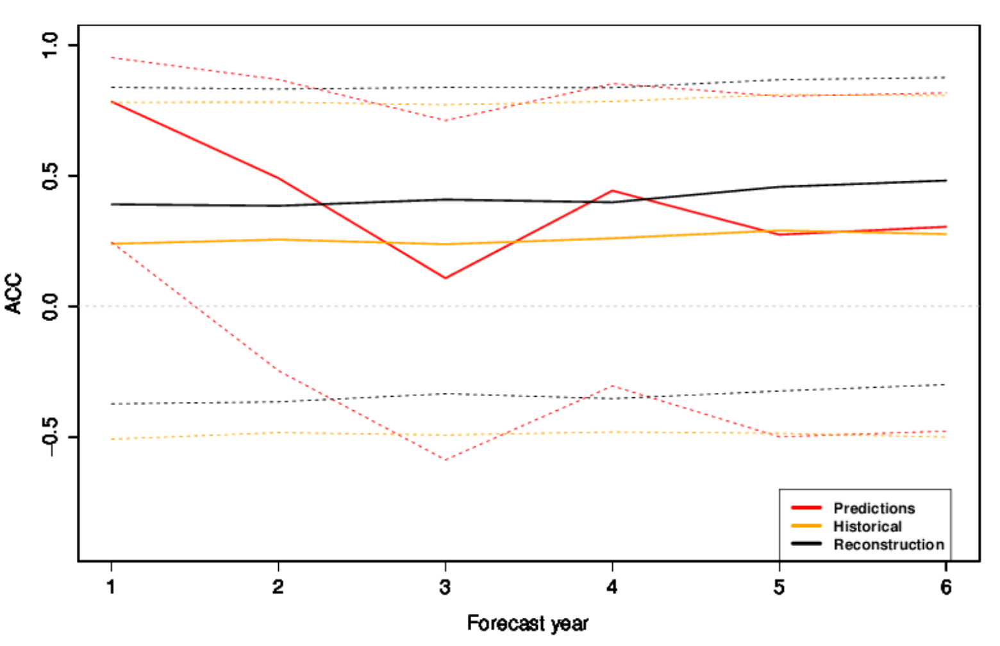 ACC
1.0
0.5
0.0
−0.5
1 2 3 4 5 6
Forecast year
Predictions
Historical
Reconstruction